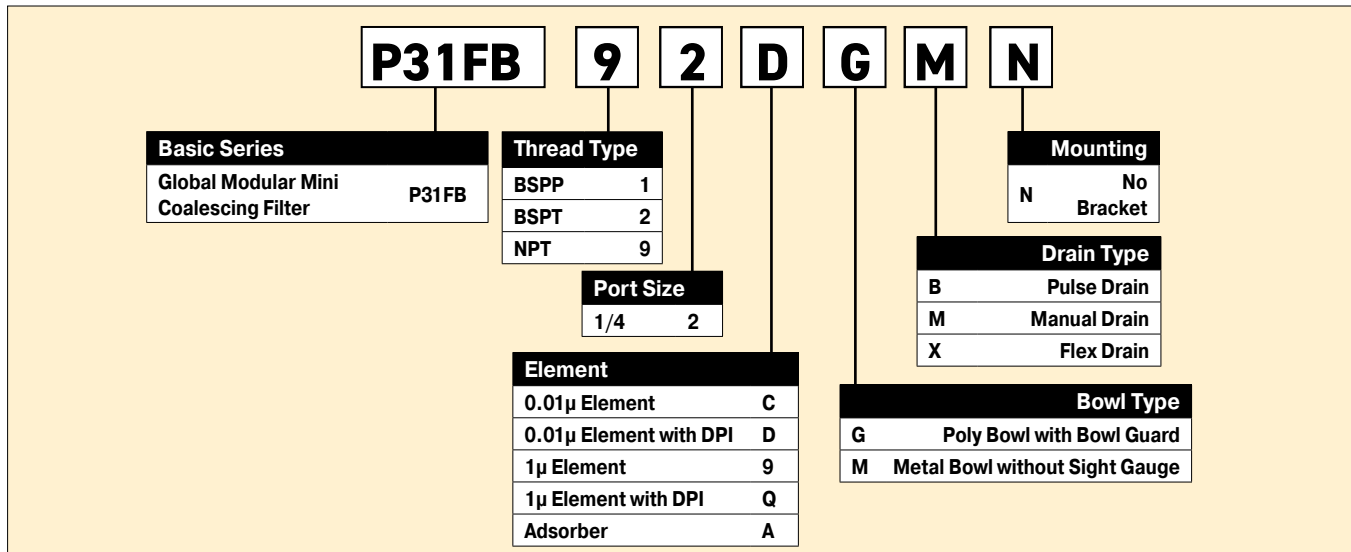 P31FB 9 2 D G M N
Basic Series
Global Modular Mini
Coalescing Filter P31FB
Thread Type
BSPP 1
BSPT 2
NPT 9
Port Size
1/4 2
Element
0.01µ Element C
0.01µ Element with DPI D
1µ Element 9
1µ Element with DPI Q
Adsorber A
Mounting
N No
Bracket
Drain Type
B Pulse Drain
M Manual Drain
X Flex Drain
Bowl Type
G Poly Bowl with Bowl Guard
M Metal Bowl without Sight Gauge